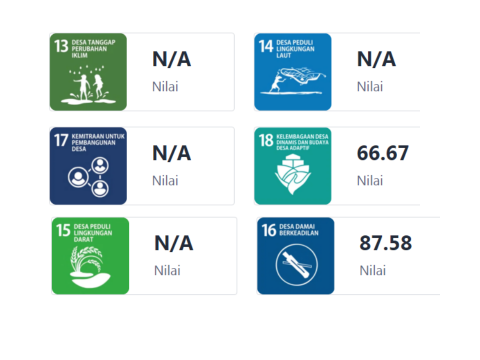 13 DESA TANGGAP
PERUBAHAN
IKLIM
N/A
Nilai
14 DESA PEDULI
LINGKUNGAN
LAUT
N/A
Nilai
17 KEMITRAAN UNTUK
PEMBANGUNAN
DESA
N/A
Nilai
18 KELEMBAGAAN DESA
DINAMIS DAN BUDAYA
DESA ADAPTIF
66.67
Nilai
15 DESA PEDULI
LINGKUNGAN
DARAT
N/A
Nilai
16 DESA DAMAI
BERKEADILAN
87.58
Nilai